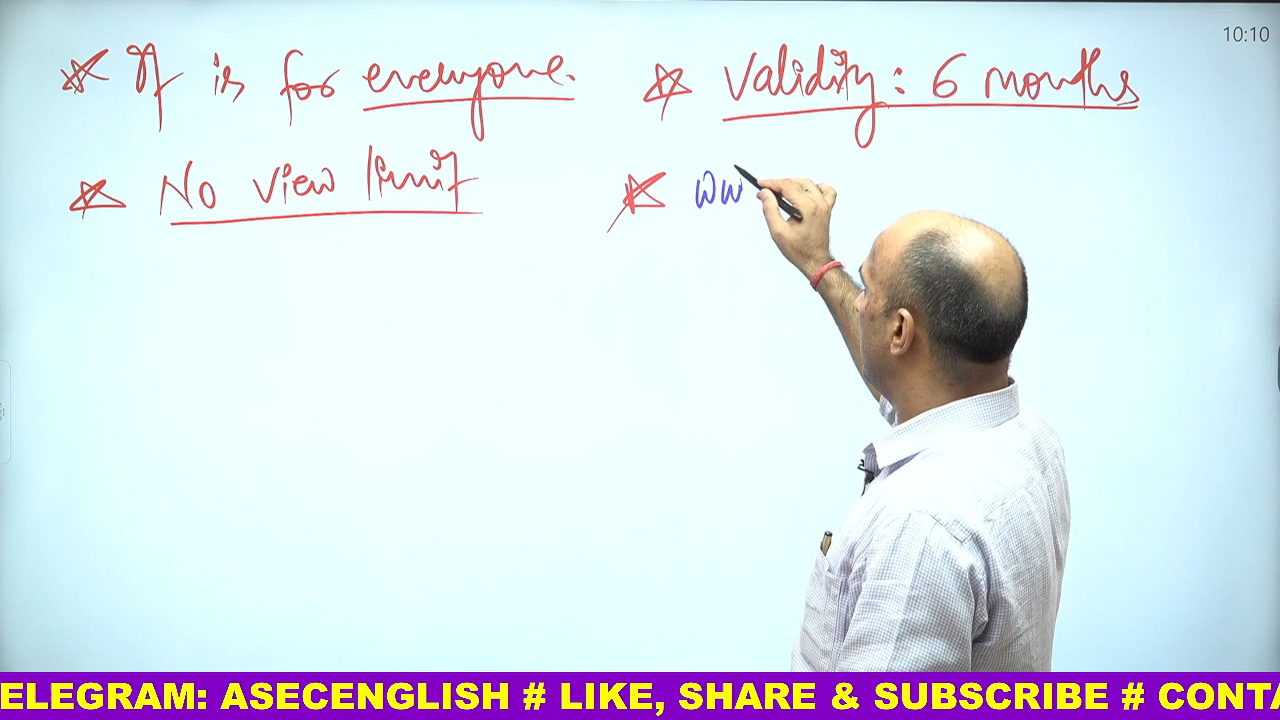 10:10
It is for everyone.
Validity: 6 months
No view limit
ww
ELEGRAM: ASECENGLISH # LIKE, SHARE & SUBSCRIBE # CONTA